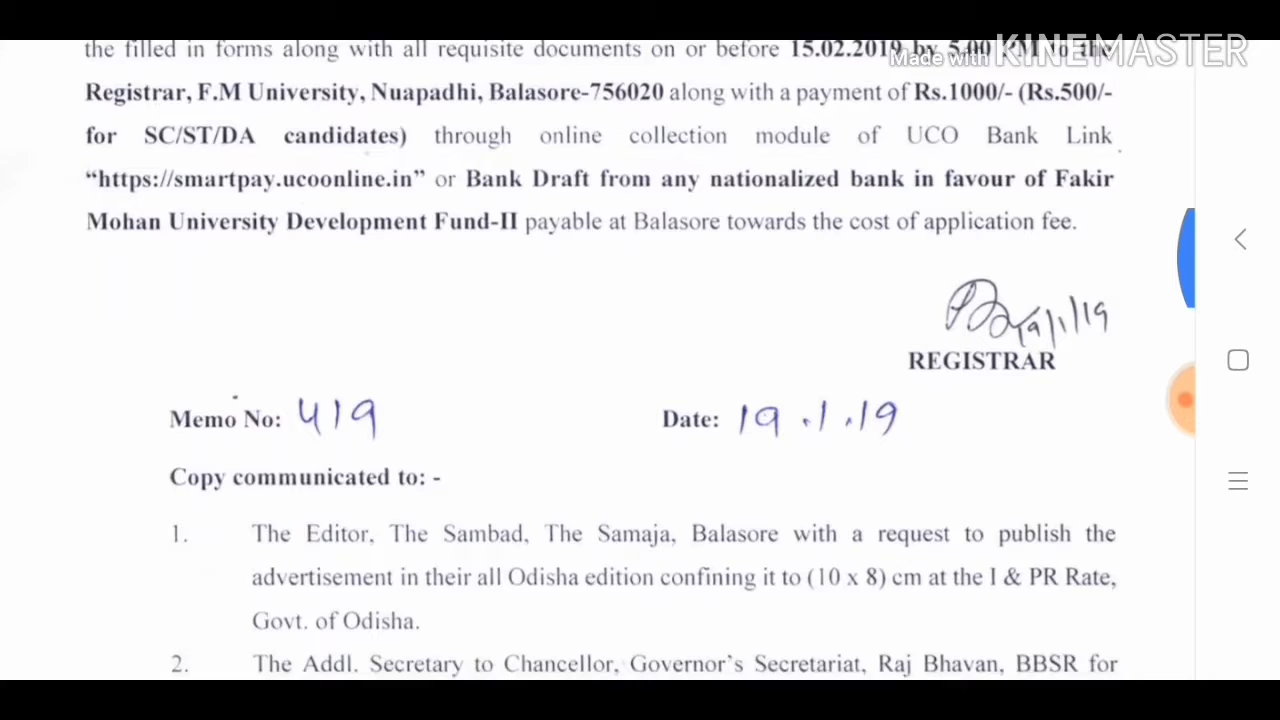 Made with KINEMASTER
the filled in forms along with all requisite documents on or before 15.02.2019 by 5.00 PM to the
Registrar, F.M University, Nuapadhi, Balasore-756020 along with a payment of Rs.1000/- (Rs.500/-
for SC/ST/DA candidates) through online collection module of UCO Bank Link
“https://smartpay.ucoonline.in” or Bank Draft from any nationalized bank in favour of Fakir
Mohan University Development Fund-II payable at Balasore towards the cost of application fee.
19/1/19
REGISTRAR
Memo No: 419 Date: 19.1.19
Copy communicated to: -
1. The Editor, The Sambad, The Samaja, Balasore with a request to publish the
advertisement in their all Odisha edition confining it to (10 x 8) cm at the I & PR Rate,
Govt. of Odisha.
2. The Addl. Secretary to Chancellor, Governor’s Secretariat, Raj Bhavan, BBSR for